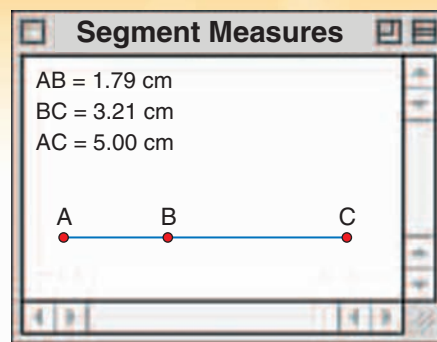 Segment Measures
AB = 1.79 cm
BC = 3.21 cm
AC = 5.00 cm
A B C